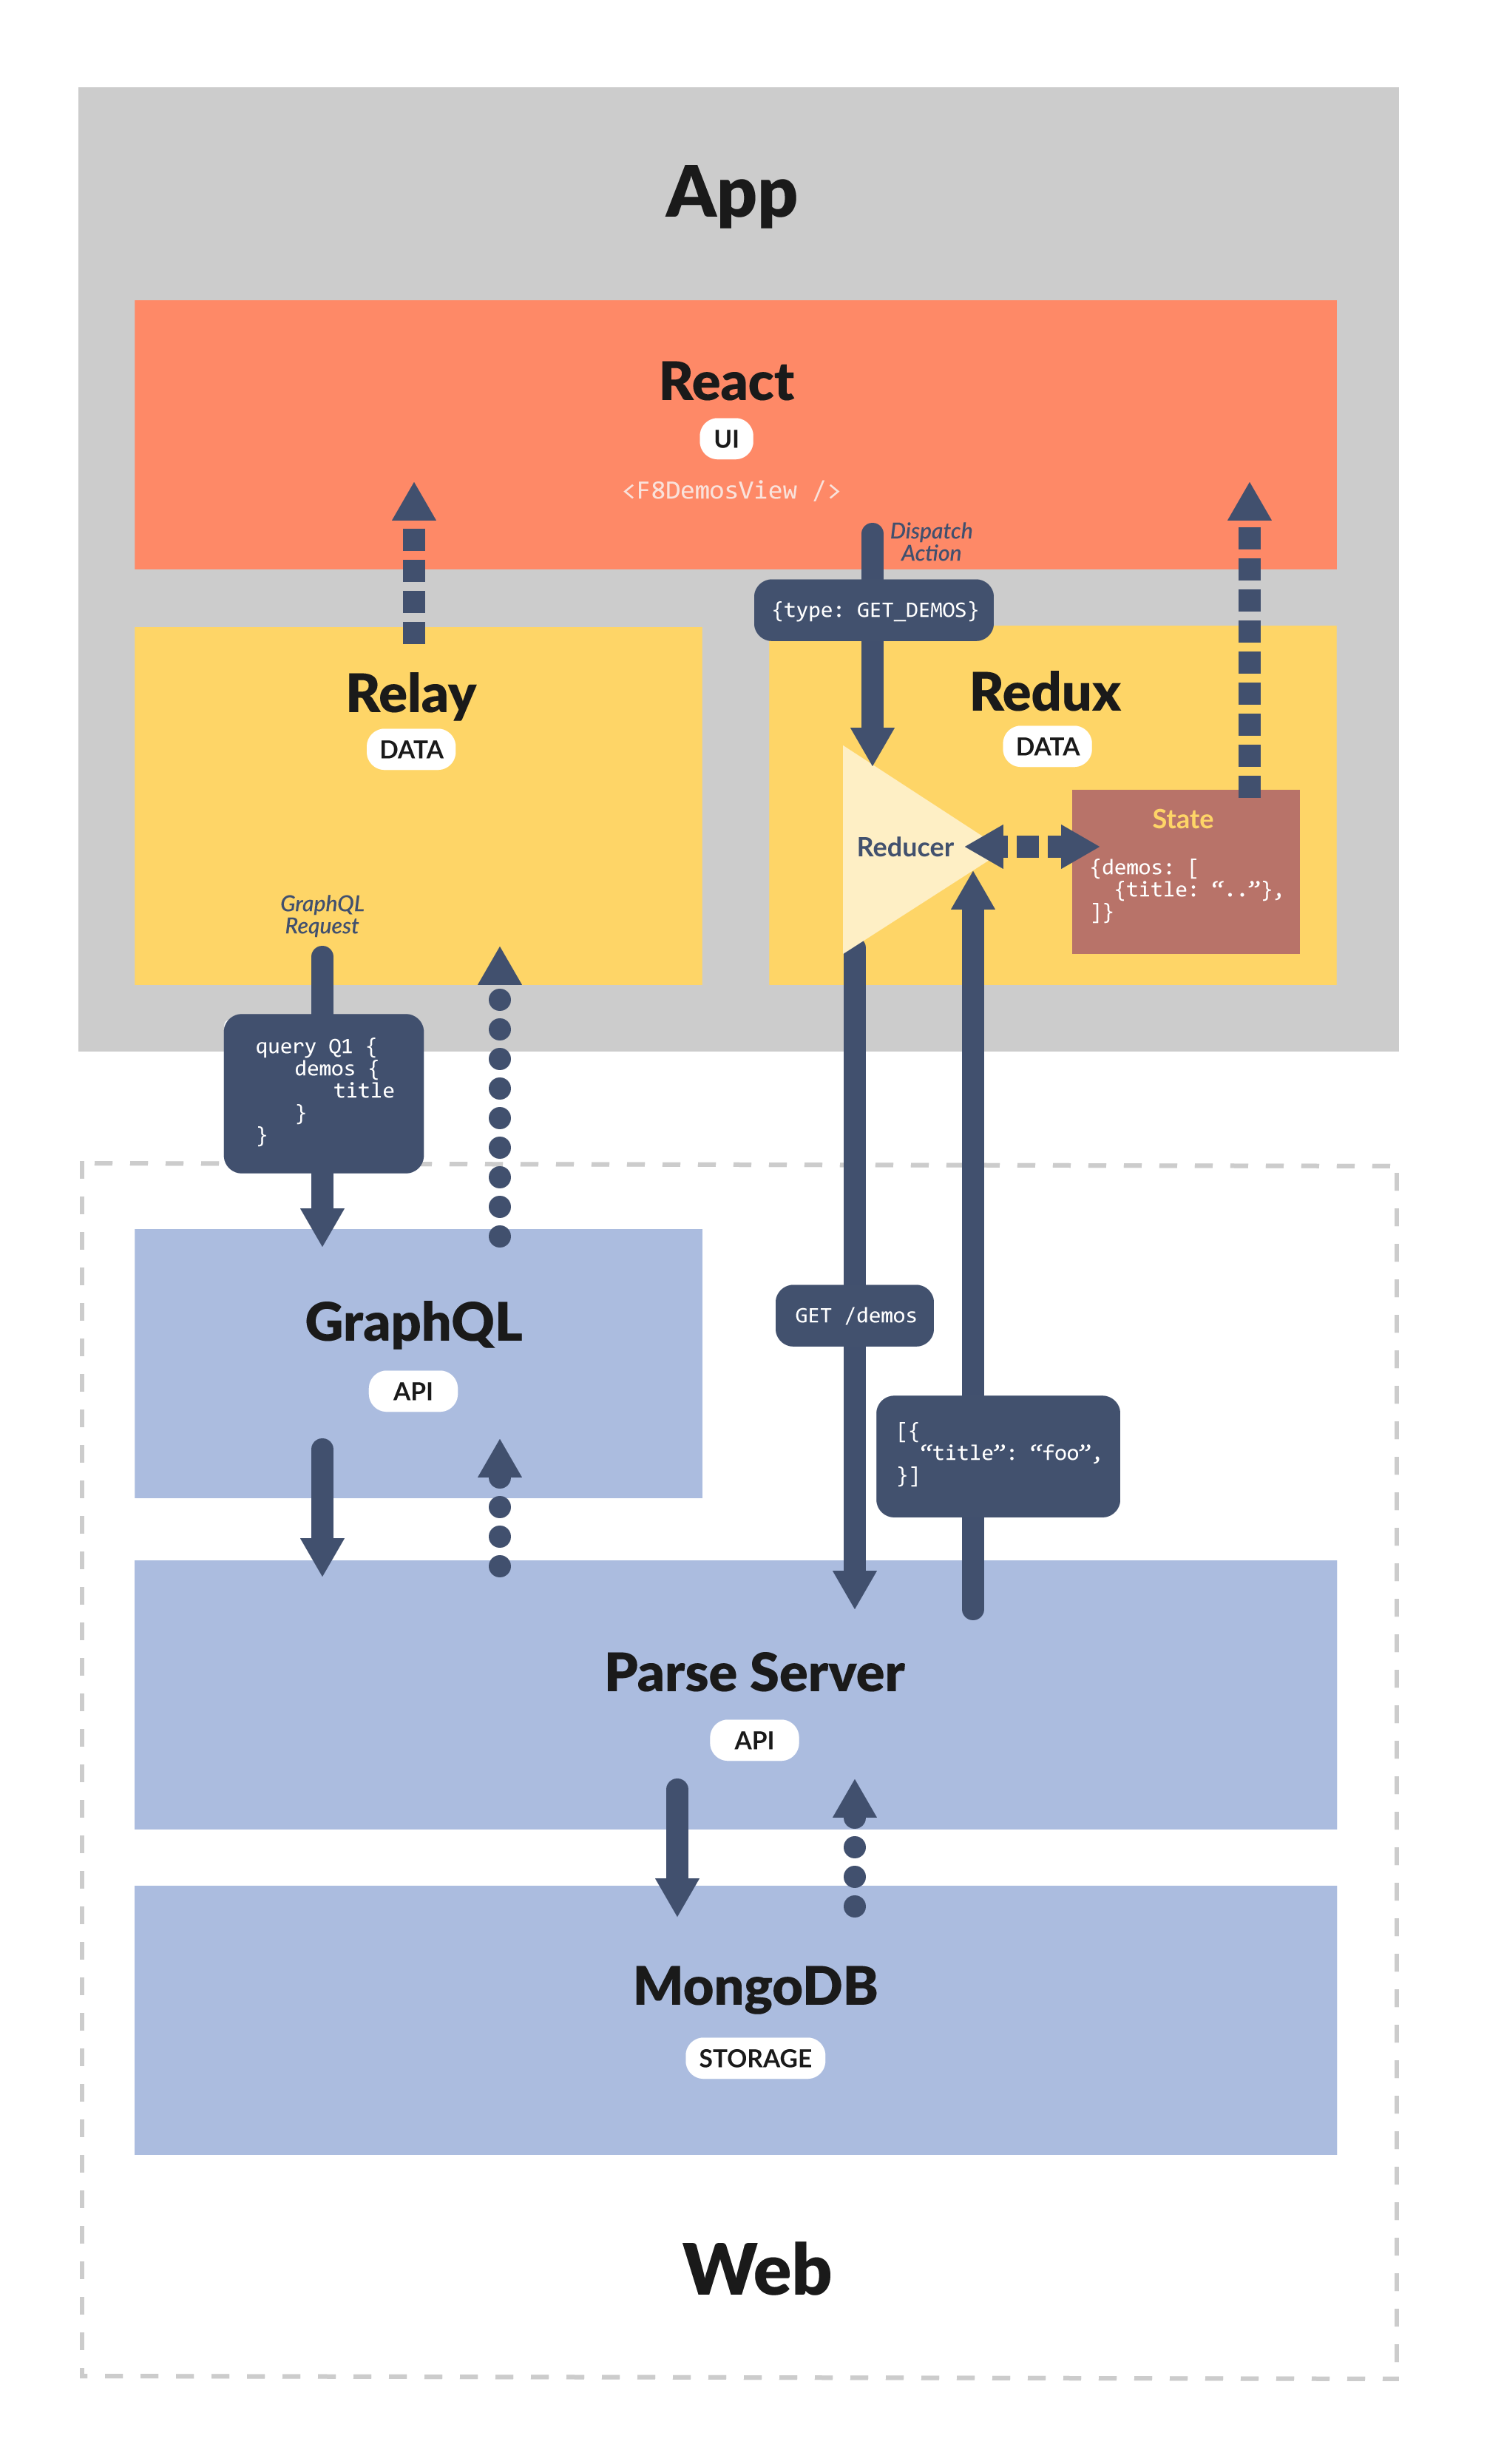 App
React
UI
<F8DemosView />
Dispatch
Action
{type: GET_DEMOS}
Relay
DATA
GraphQL
Request
Redux
DATA
Reducer
State
{demos: [
{title: “..”},
]}
query Q1 {
demos {
title
}
}
GraphQL
API
GET /demos
[{
“title”: “foo”,
}]
Parse Server
API
MongoDB
STORAGE
Web